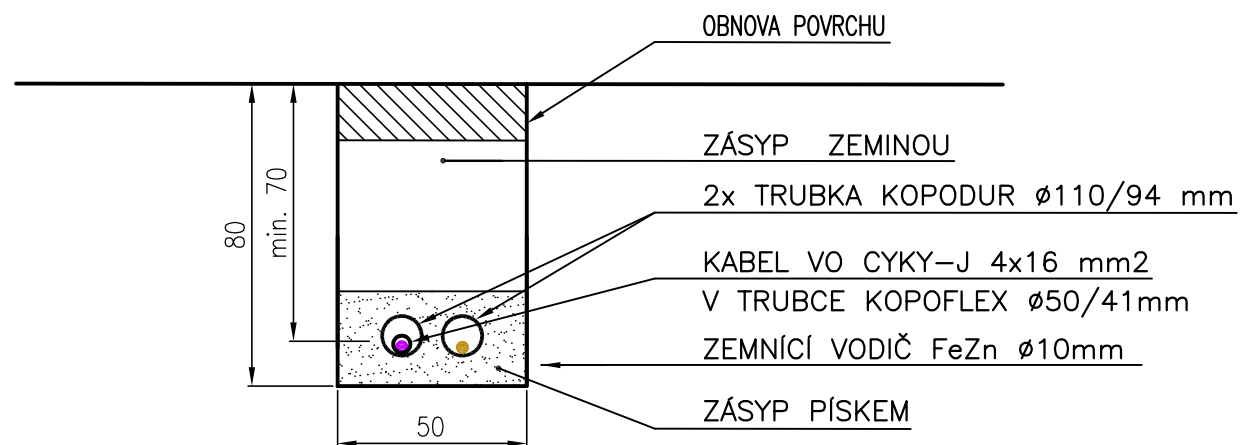 OBNOVA POVRCHU
ZÁSYP ZEMINOU
2x TRUBKA KOPODUR ø110/94 mm
KABEL VO CYKY-J 4x16 mm2
V TRUBCE KOPOFLEX ø50/41mm
ZEMNÍCÍ VODIČ FeZn ø10mm
ZÁSYP PÍSKEM
80
min. 70
50